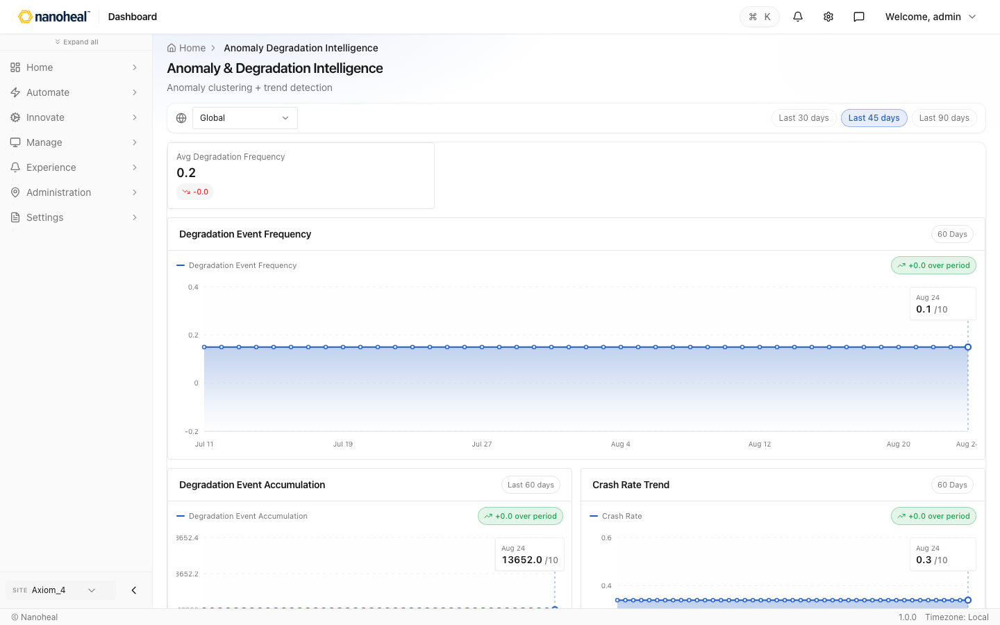 nanoheal™
Dashboard
⌘ K
Welcome, admin
Expand all
Home
Automate
Innovate
Manage
Experience
Administration
Settings
SITE Axiom_4
Home > Anomaly Degradation Intelligence
Anomaly & Degradation Intelligence
Anomaly clustering + trend detection
Global
Last 30 days
Last 45 days
Last 90 days
Avg Degradation Frequency
0.2
-0.0
Degradation Event Frequency
60 Days
Degradation Event Frequency
+0.0 over period
0.4
0.2
0
-0.2
Aug 24
0.1 /10
Jul 11
Jul 19
Jul 27
Aug 4
Aug 12
Aug 20
Aug 2
Degradation Event Accumulation
Last 60 days
Degradation Event Accumulation
+0.0 over period
3652.4
3652.2
Aug 24
13652.0 /10
Crash Rate Trend
60 Days
Crash Rate
+0.0 over period
0.6
0.4
Aug 24
0.3 /10
© Nanoheal
1.0.0
Timezone: Local